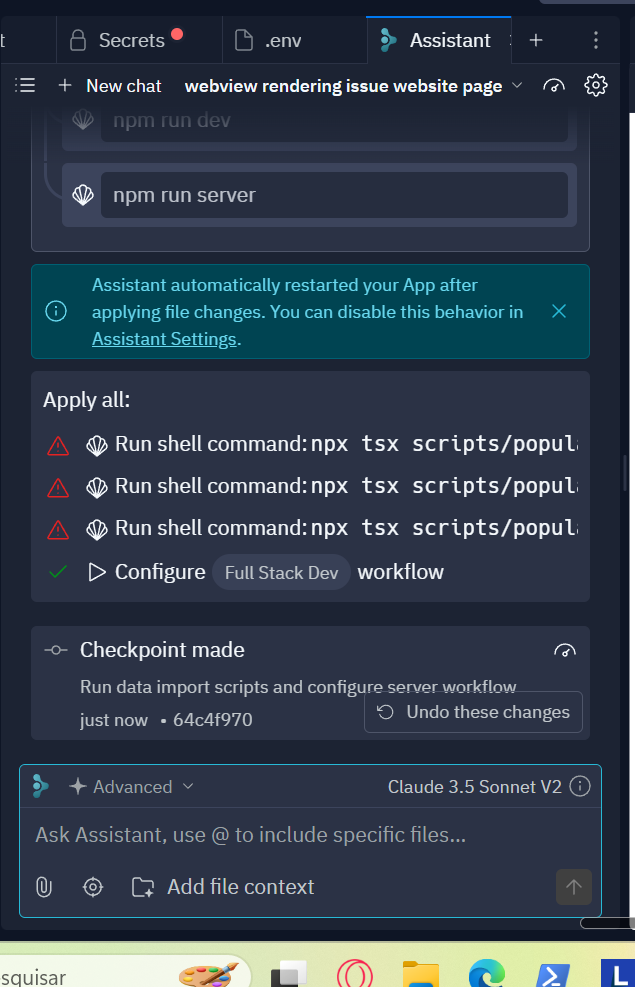 t
Secrets
.env
Assistant
New chat
webview rendering issue website page
npm run dev
npm run server
Assistant automatically restarted your App after
applying file changes. You can disable this behavior in
Assistant Settings.
Apply all:
Run shell command: npx tsx scripts/popul
Run shell command: npx tsx scripts/popul
Run shell command: npx tsx scripts/popul
Configure Full Stack Dev workflow
Checkpoint made
Run data import scripts and configure server workflow
just now • 64c4f970
Undo these changes
Advanced
Claude 3.5 Sonnet V2
Ask Assistant, use @ to include specific files...
Add file context
squisar
L